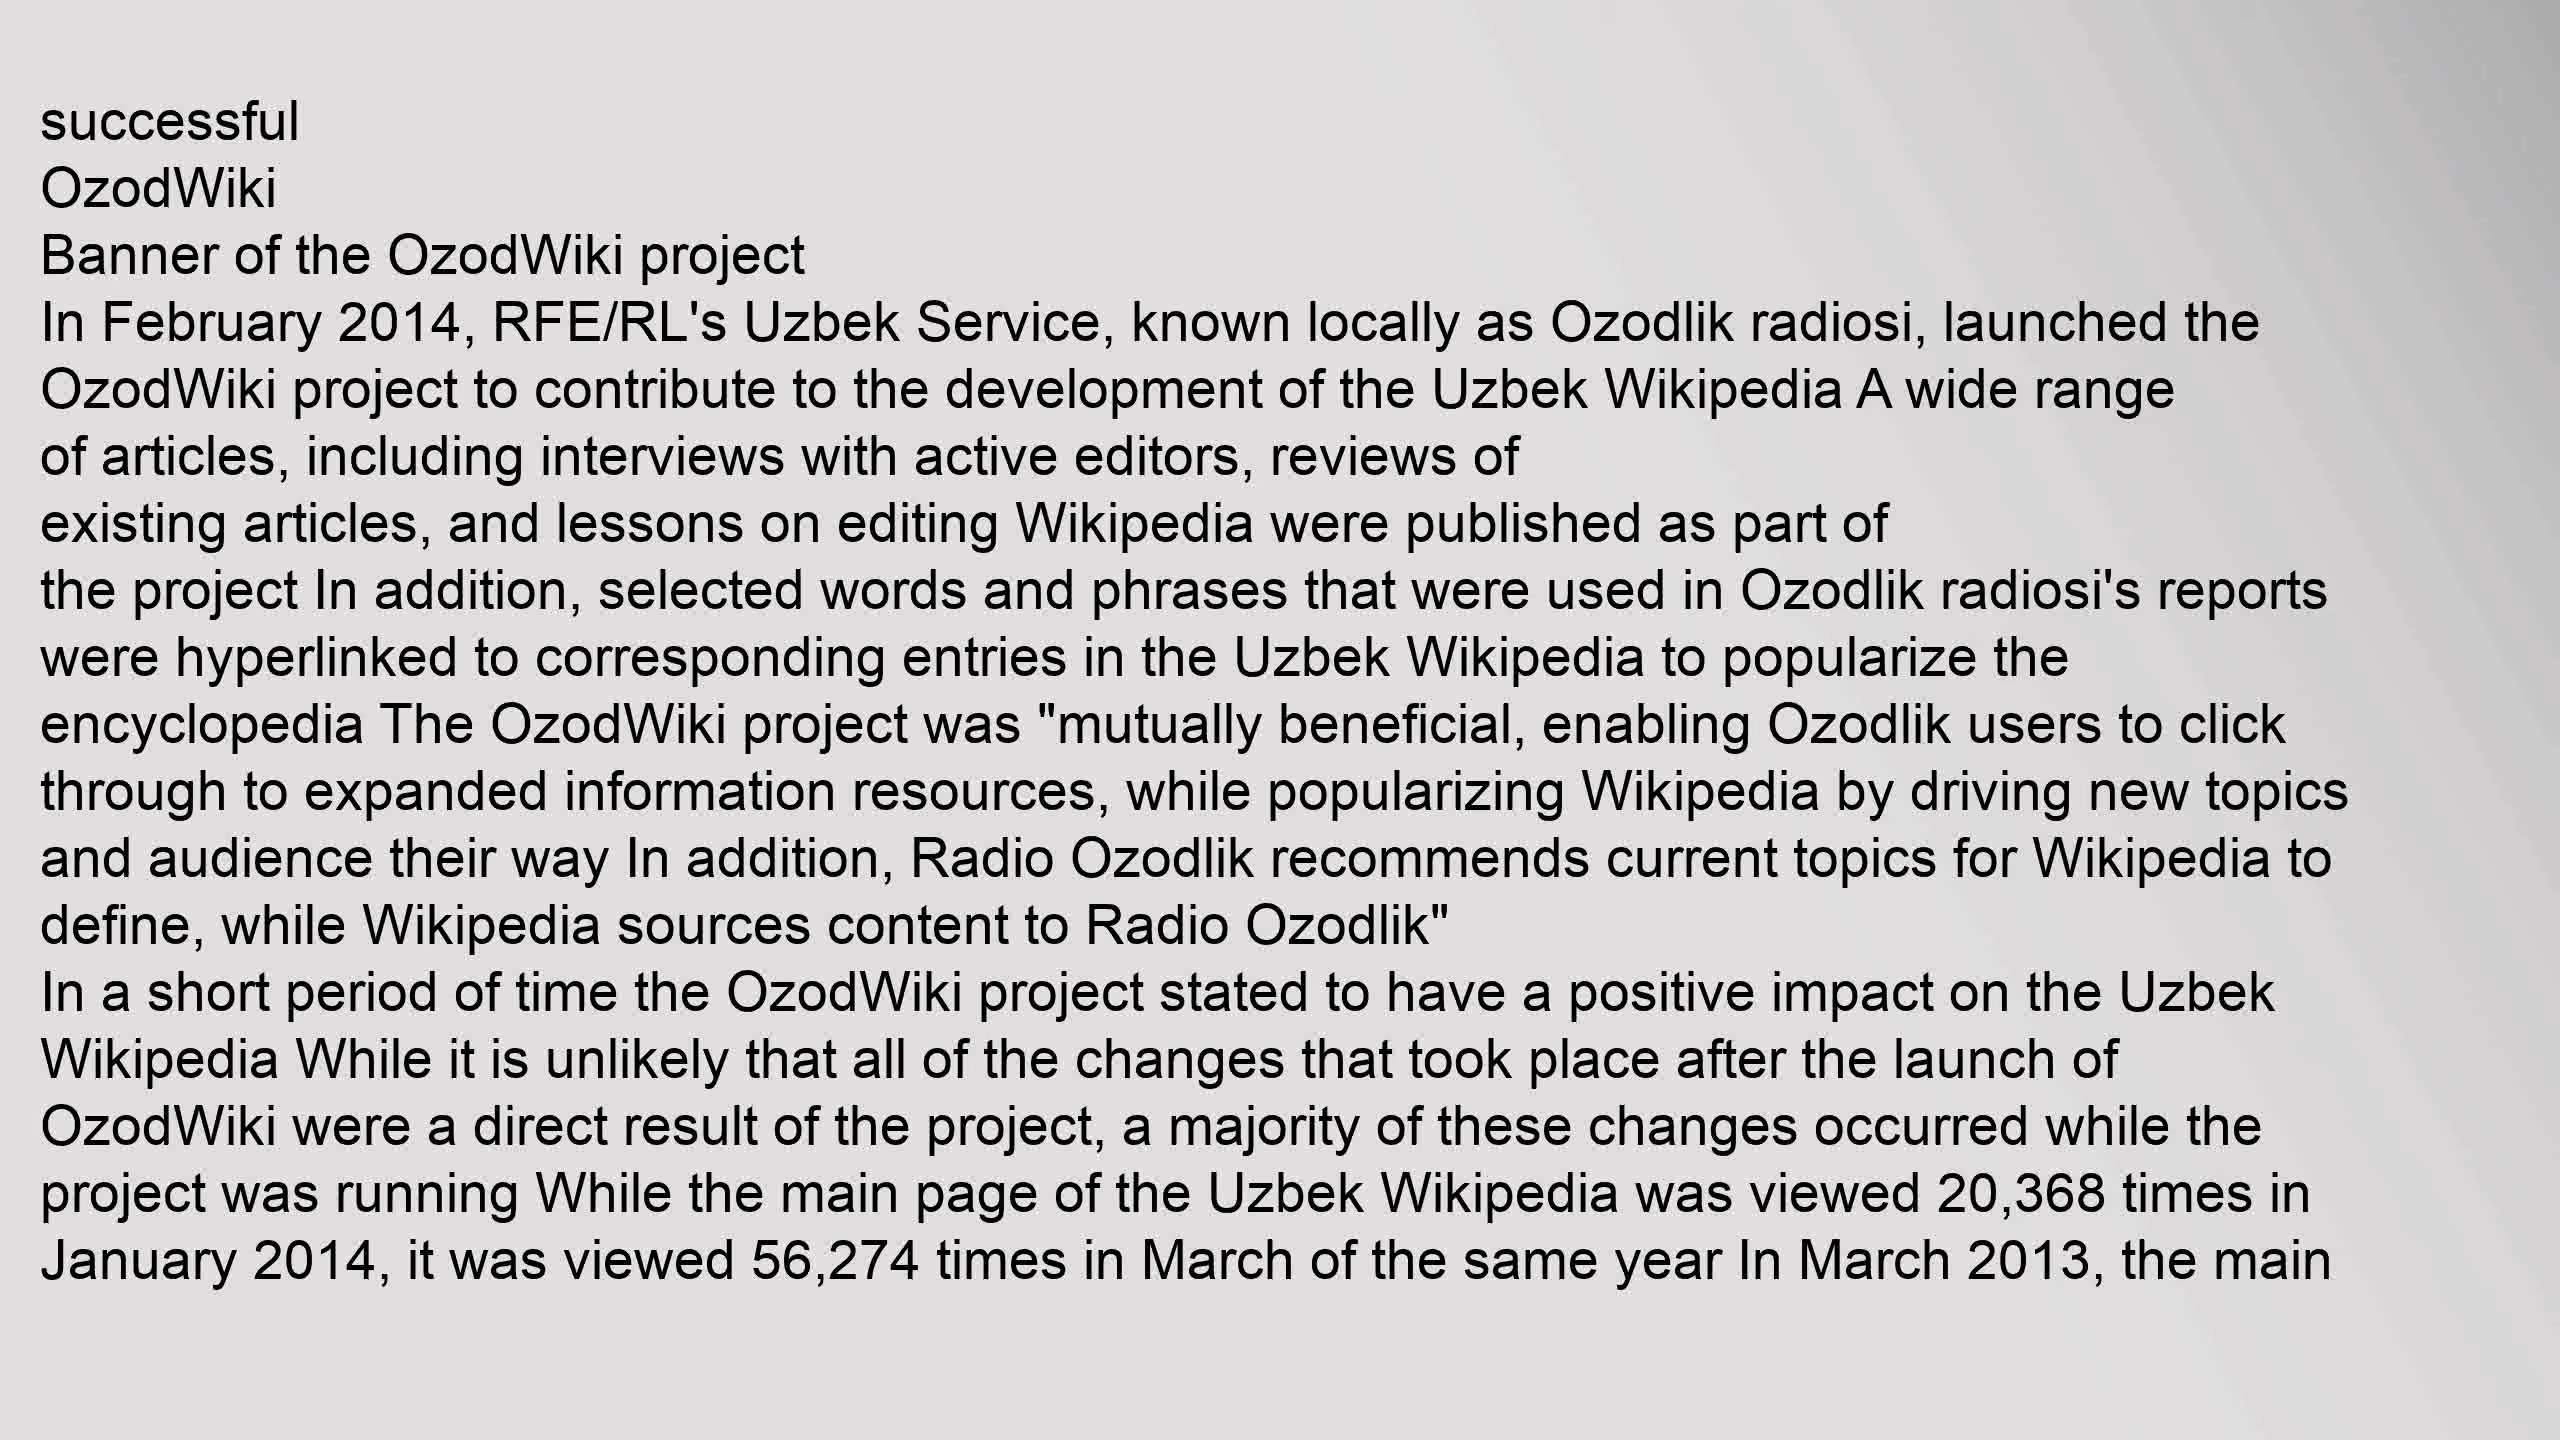 successful
OzodWiki
Banner of the OzodWiki project
In February 2014, RFE/RL's Uzbek Service, known locally as Ozodlik radiosi, launched the
OzodWiki project to contribute to the development of the Uzbek Wikipedia A wide range
of articles, including interviews with active editors, reviews of
existing articles, and lessons on editing Wikipedia were published as part of
the project In addition, selected words and phrases that were used in Ozodlik radiosi's reports
were hyperlinked to corresponding entries in the Uzbek Wikipedia to popularize the
encyclopedia The OzodWiki project was "mutually beneficial, enabling Ozodlik users to click
through to expanded information resources, while popularizing Wikipedia by driving new topics
and audience their way In addition, Radio Ozodlik recommends current topics for Wikipedia to
define, while Wikipedia sources content to Radio Ozodlik"
In a short period of time the OzodWiki project stated to have a positive impact on the Uzbek
Wikipedia While it is unlikely that all of the changes that took place after the launch of
OzodWiki were a direct result of the project, a majority of these changes occurred while the
project was running While the main page of the Uzbek Wikipedia was viewed 20,368 times in
January 2014, it was viewed 56,274 times in March of the same year In March 2013, the main